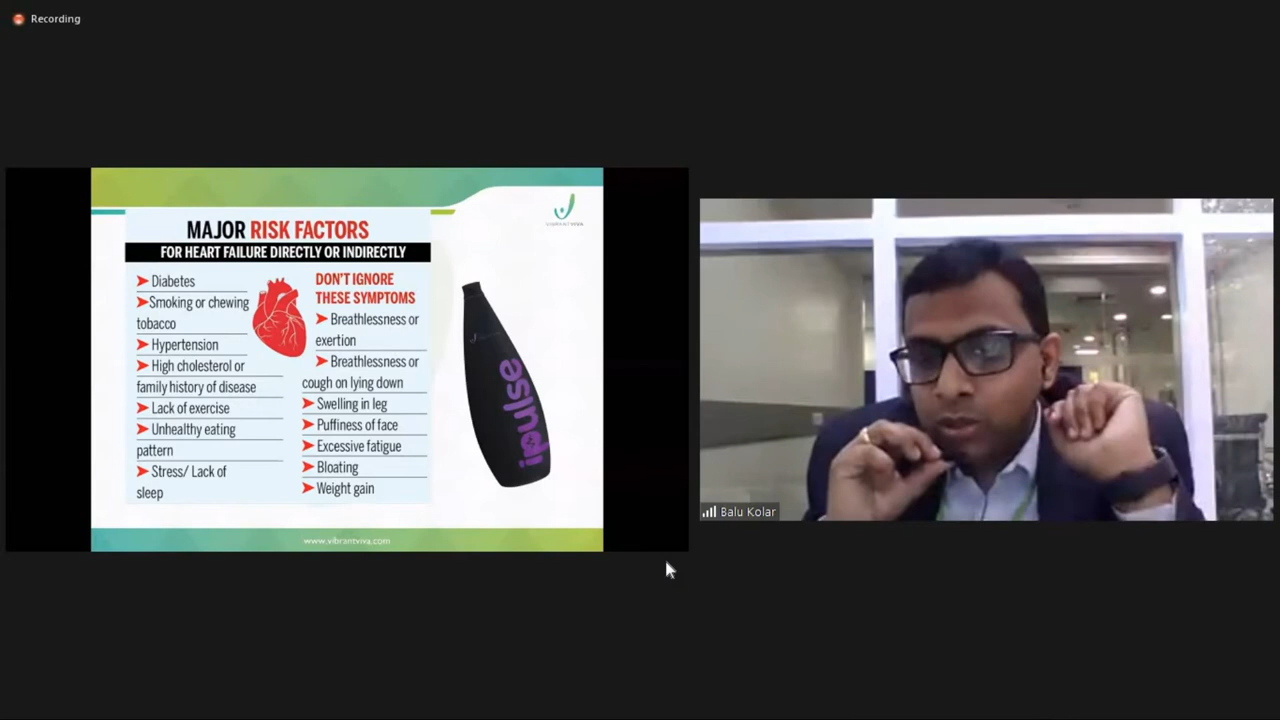 Recording
MAJOR RISK FACTORS
FOR HEART FAILURE DIRECTLY OR INDIRECTLY
Diabetes
Smoking or chewing
tobacco
Hypertension
High cholesterol or
family history of disease
Lack of exercise
Unhealthy eating
pattern
Stress/ Lack of
sleep
DON'T IGNORE
THESE SYMPTOMS
Breathlessness or
exertion
Breathlessness or
cough on lying down
Swelling in leg
Puffiness of face
Excessive fatigue
Bloating
Weight gain
VIBRANTVIVA
ipulse
www.vibrantviva.com
Balu Kolar